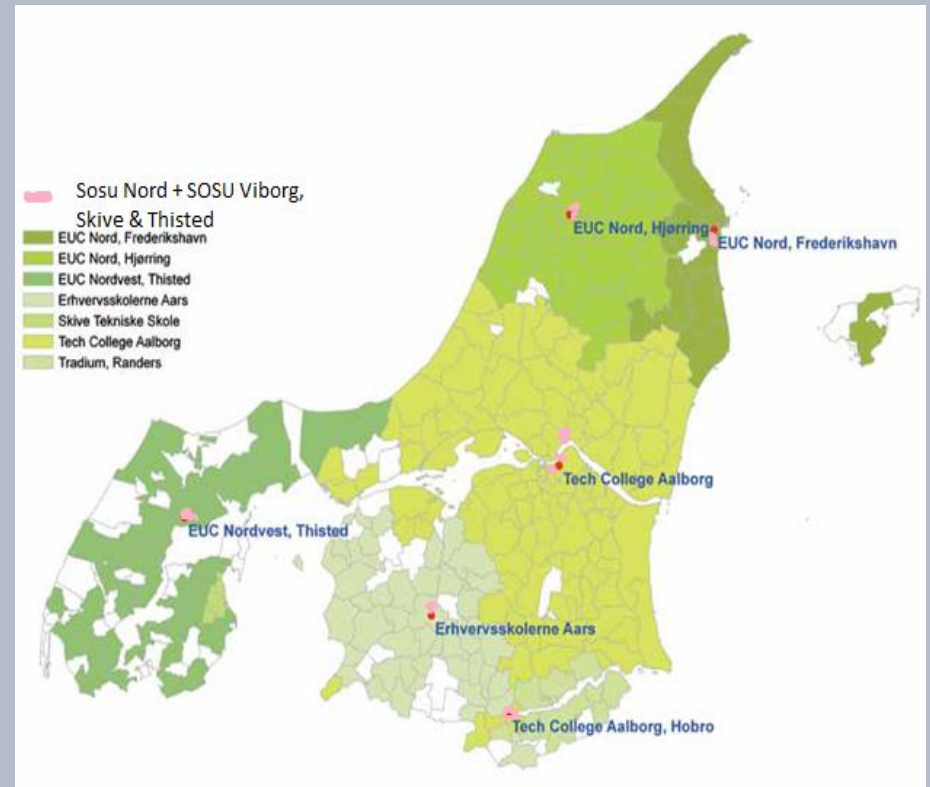 Sosu Nord + SOSU Viborg,
Skive & Thisted
EUC Nord, Frederikshavn
EUC Nord, Hjørring
EUC Nordvest, Thisted
Erhvervsskolerne Aars
Skive Tekniske Skole
Tech College Aalborg
Tradium, Randers
EUC Nord, Hjørring
EUC Nord, Frederikshavn
Tech College Aalborg
EUC Nordvest, Thisted
Erhvervsskolerne Aars
Tech College Aalborg, Hobro